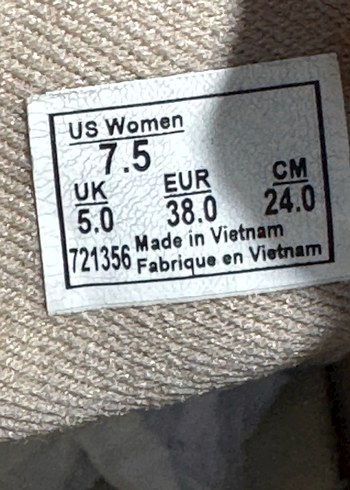 US Women
7.5
UK EUR CM
5.0 38.0 24.0
721356 Made in Vietnam
Fabrique en Vietnam